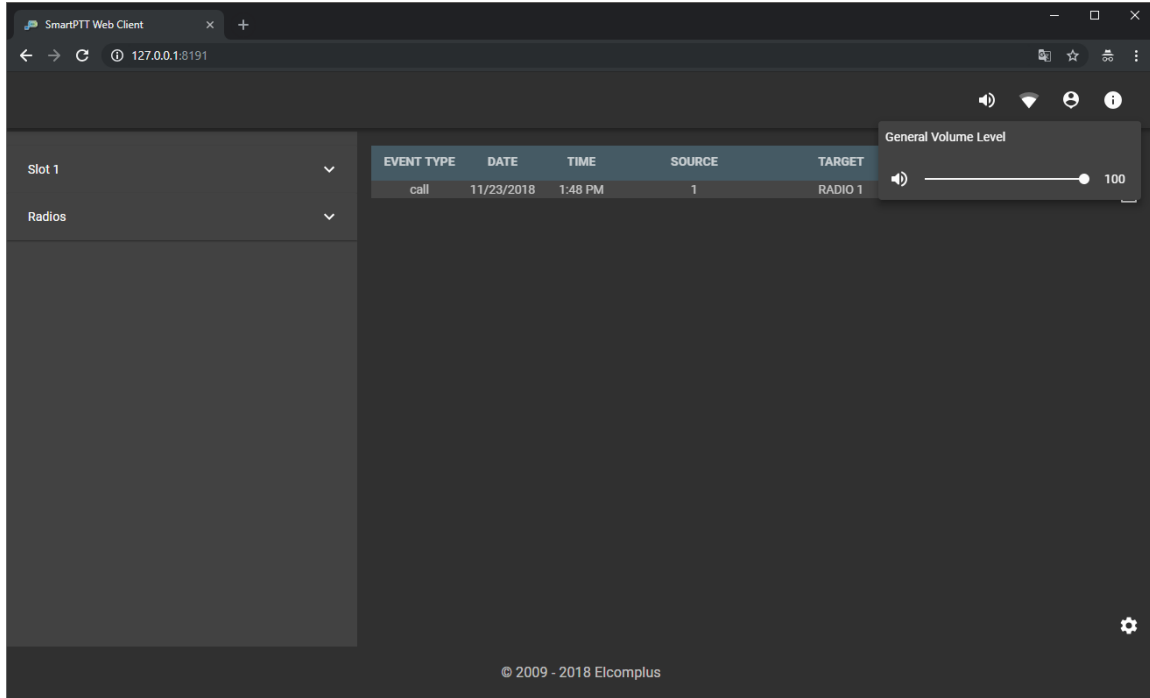 SmartPTT Web Client
127.0.0.1:8191
General Volume Level
100
Slot 1
Radios
EVENT TYPE DATE TIME SOURCE TARGET
call 11/23/2018 1:48 PM 1 RADIO 1
© 2009 - 2018 Elcomplus